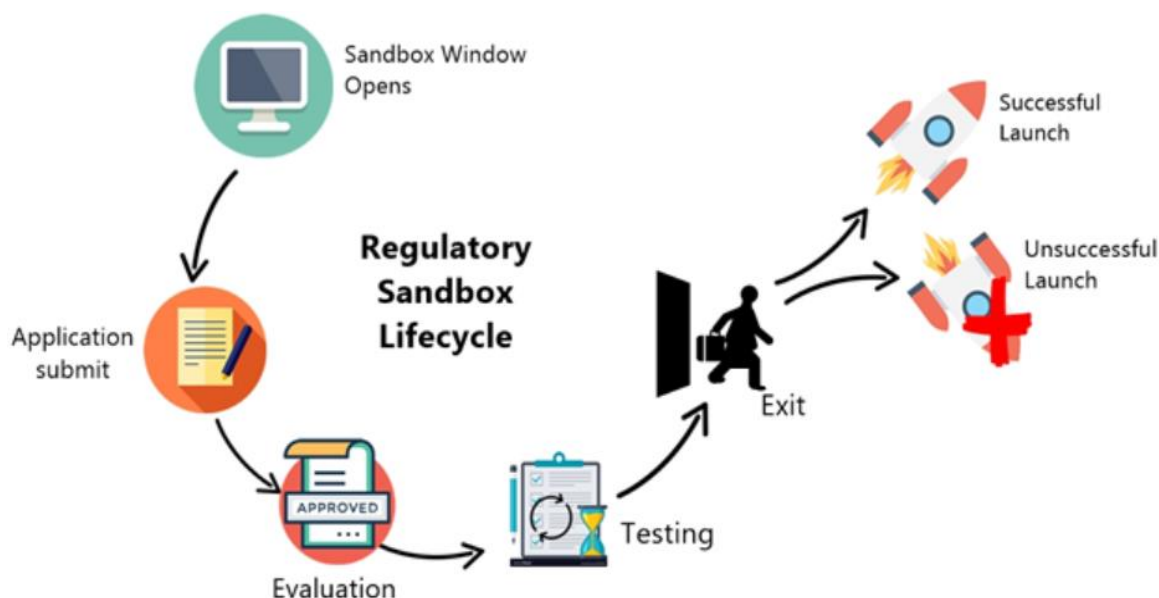 Sandbox Window
Opens
Successful
Launch
Regulatory
Sandbox
Lifecycle
Unsuccessful
Launch
Application
submit
Exit
APPROVED
Testing
Evaluation